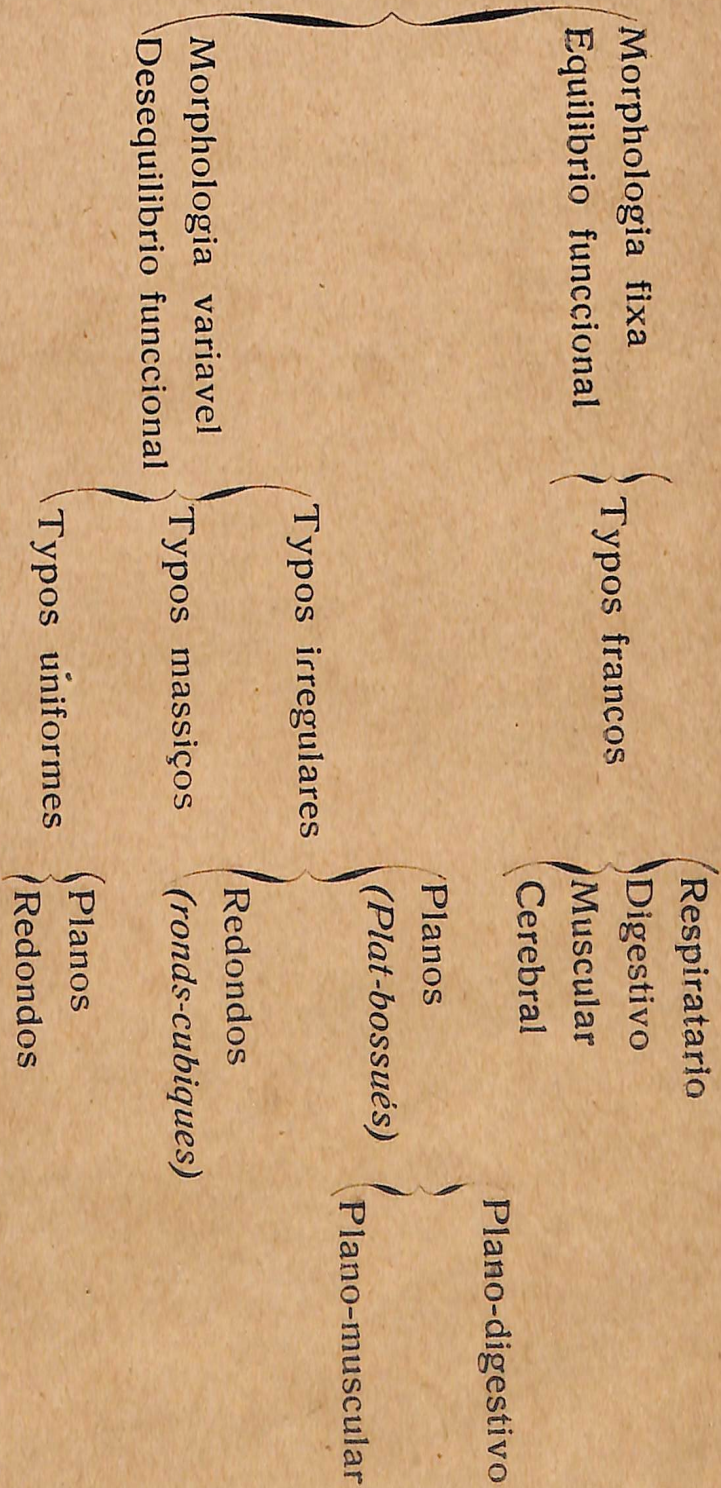 Morphologia fixa
Equilibrio funccional
Typos francos
Respiratario
Digestivo
Muscular
Cerebral
Morphologia variavel
Desequilibrio funccional
Typos irregulares
Planos
(Plat-bossués)
Plano-digestivo
Plano-muscular
Redondos
(ronds-cubiques)
Typos massiços
Typos uniformes
Planos
Redondos